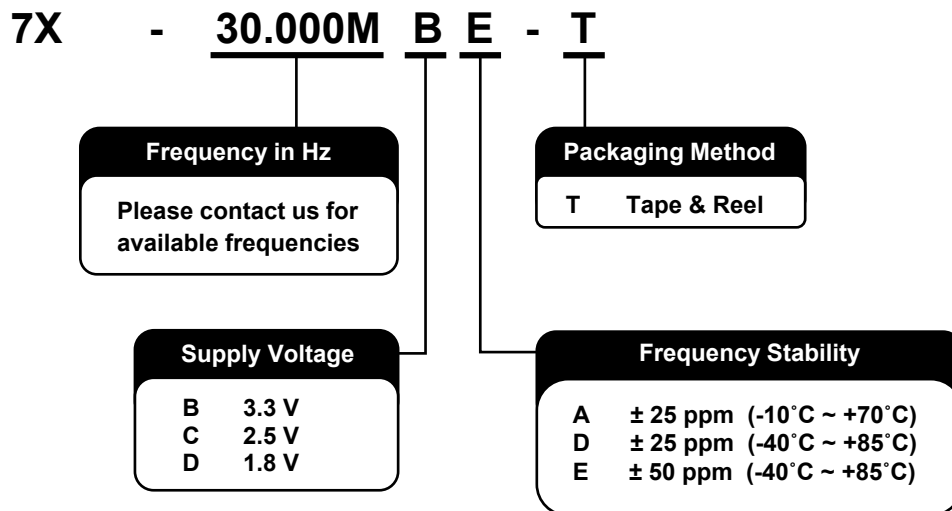 7X - 30.000M B E - T
Frequency in Hz
Please contact us for
available frequencies
Packaging Method
T Tape & Reel
Supply Voltage
B 3.3 V
C 2.5 V
D 1.8 V
Frequency Stability
A ± 25 ppm (-10˚C ~ +70˚C)
D ± 25 ppm (-40˚C ~ +85˚C)
E ± 50 ppm (-40˚C ~ +85˚C)